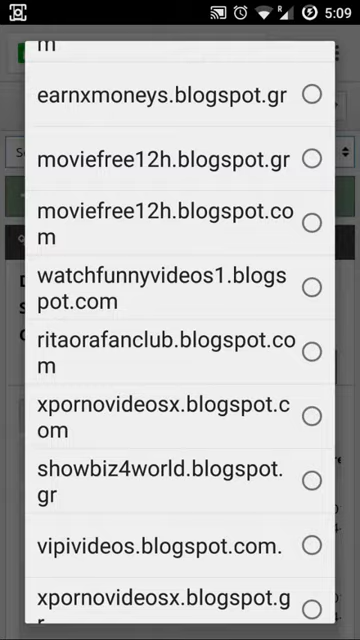 R
5:09
m
earnxmoneys.blogspot.gr
moviefree12h.blogspot.gr
moviefree12h.blogspot.co
m
watchfunnyvideos1.blogs
pot.com
ritaorafanclub.blogspot.co
m
xpornovideosx.blogspot.c
om
showbiz4world.blogspot.
gr
vipivideos.blogspot.com.
xpornovideosx.blogspot.g
r